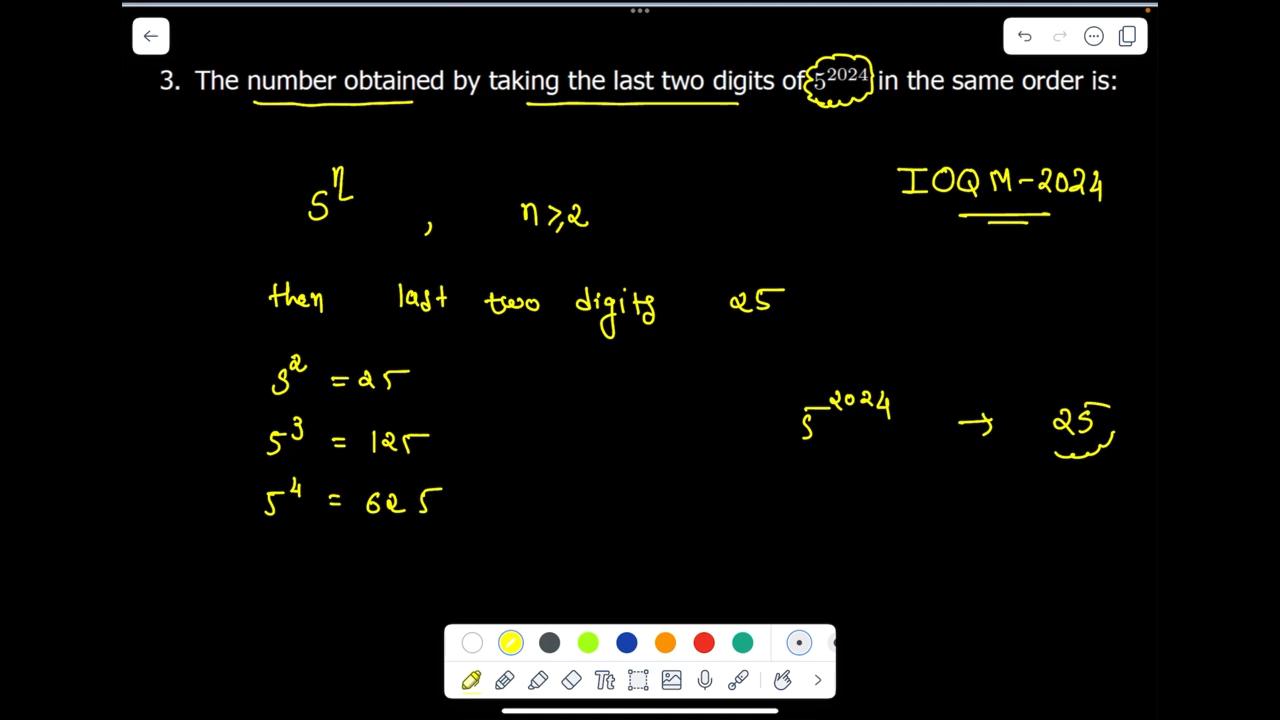 3. The number obtained by taking the last two digits of 5^2024 in the same order is:
IOQM-2024
5^n , n ≥ 2
then last two digits 25
5^2 = 25
5^3 = 125
5^4 = 625
5^2024 → 25
Tt